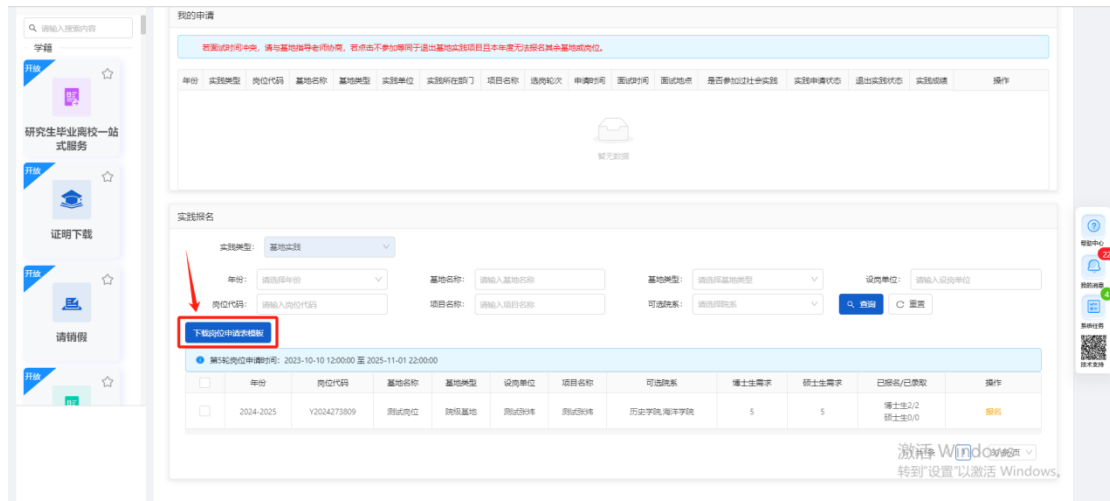 请输入搜索内容
学籍
开放
研究生毕业离校一站式服务
开放
证明下载
开放
请销假
开放
我的申请
若面试时间冲突，请与基地指导老师协商，若点击不参加等同于退出基地实践项目且本年度无法报名其余基地或岗位。
年份 实践类型 岗位代码 基地名称 基地类型 实践单位 实践所在部门 项目名称 选岗轮次 申请时间 面试时间 面试地点 是否参加过社会实践 实践申请状态 退出实践状态 实践成绩 操作
暂无数据
实践报名
实践类型: 基地实践
年份: 请选择年份 基地名称: 请输入基地名称 基地类型: 请选择基地类型 设岗单位: 请输入设岗单位
岗位代码: 请输入岗位代码 项目名称: 请输入项目名称 可选院系: 请选择院系 查询 重置
下载岗位申请表模板
第5轮岗位申请时间：2023-10-10 12:00:00 至 2025-11-01 22:00:00
年份 岗位代码 基地名称 基地类型 设岗单位 项目名称 可选院系 博士生需求 硕士生需求 已报名/已录取 操作
2024-2025 Y2024273809 测试岗位 院级基地 测试张炜 测试张炜 历史学院,海洋学院 5 5 博士生2/2 硕士生0/0 报名
激活 Windows
转到"设置"以激活 Windows。
帮助中心
22
我的消息
4
系统任务
技术支持